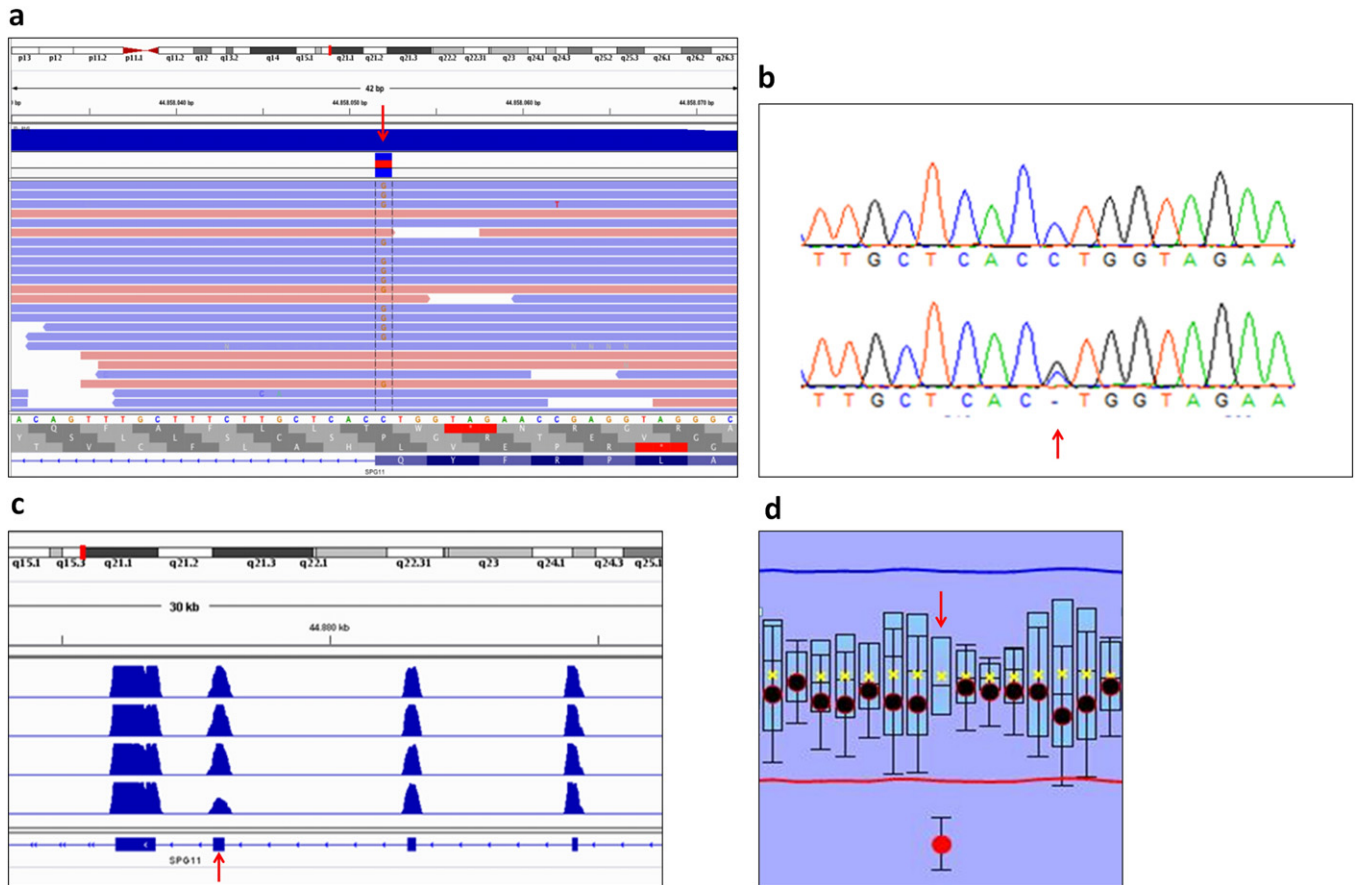 a
p13 p12 p11.2 p11.1 q11.2 q12 q13.2 q14 q15.1 q21.1 q21.2 q21.3 q22.2 q22.31 q23 q24.1 q24.3 q25.2 q25.3 q26.1 q26.2 q26.3
42 bp
44.858.040 bp 44.858.050 bp 44.858.060 bp 44.858.070 bp
G
G
G T
G
G
G
G
G
G
G
G
G
A C A G T T T G C T T T C T T G C T C A C C T G G T A G A A C C G A G G T A G G G C
Q F A F L L T W * N R G R A
Y S L L S C S P G R T E V G
T V C F L A H L V E P R * G
Q Y F R P L A
SPG11
b
T T G C T C A C C T G G T A G A A
T T G C T C A C - T G G T A G A A
c
q15.1 q15.3 q21.1 q21.2 q21.3 q22.1 q22.31 q23 q24.1 q24.3 q25.1
30 kb
44.880 kb
SPG11
d